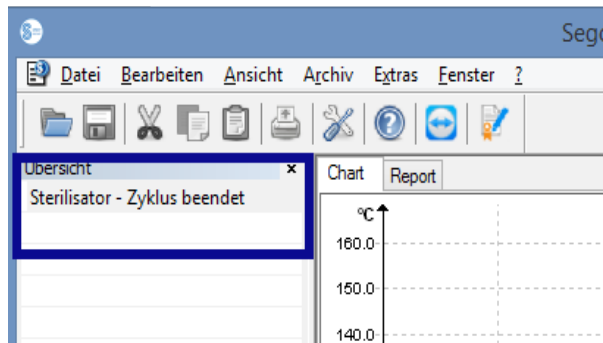 Sego
Datei Bearbeiten Ansicht Archiv Extras Fenster ?
Übersicht x
Sterilisator - Zyklus beendet
Chart Report
°C
160.0
150.0
140.0